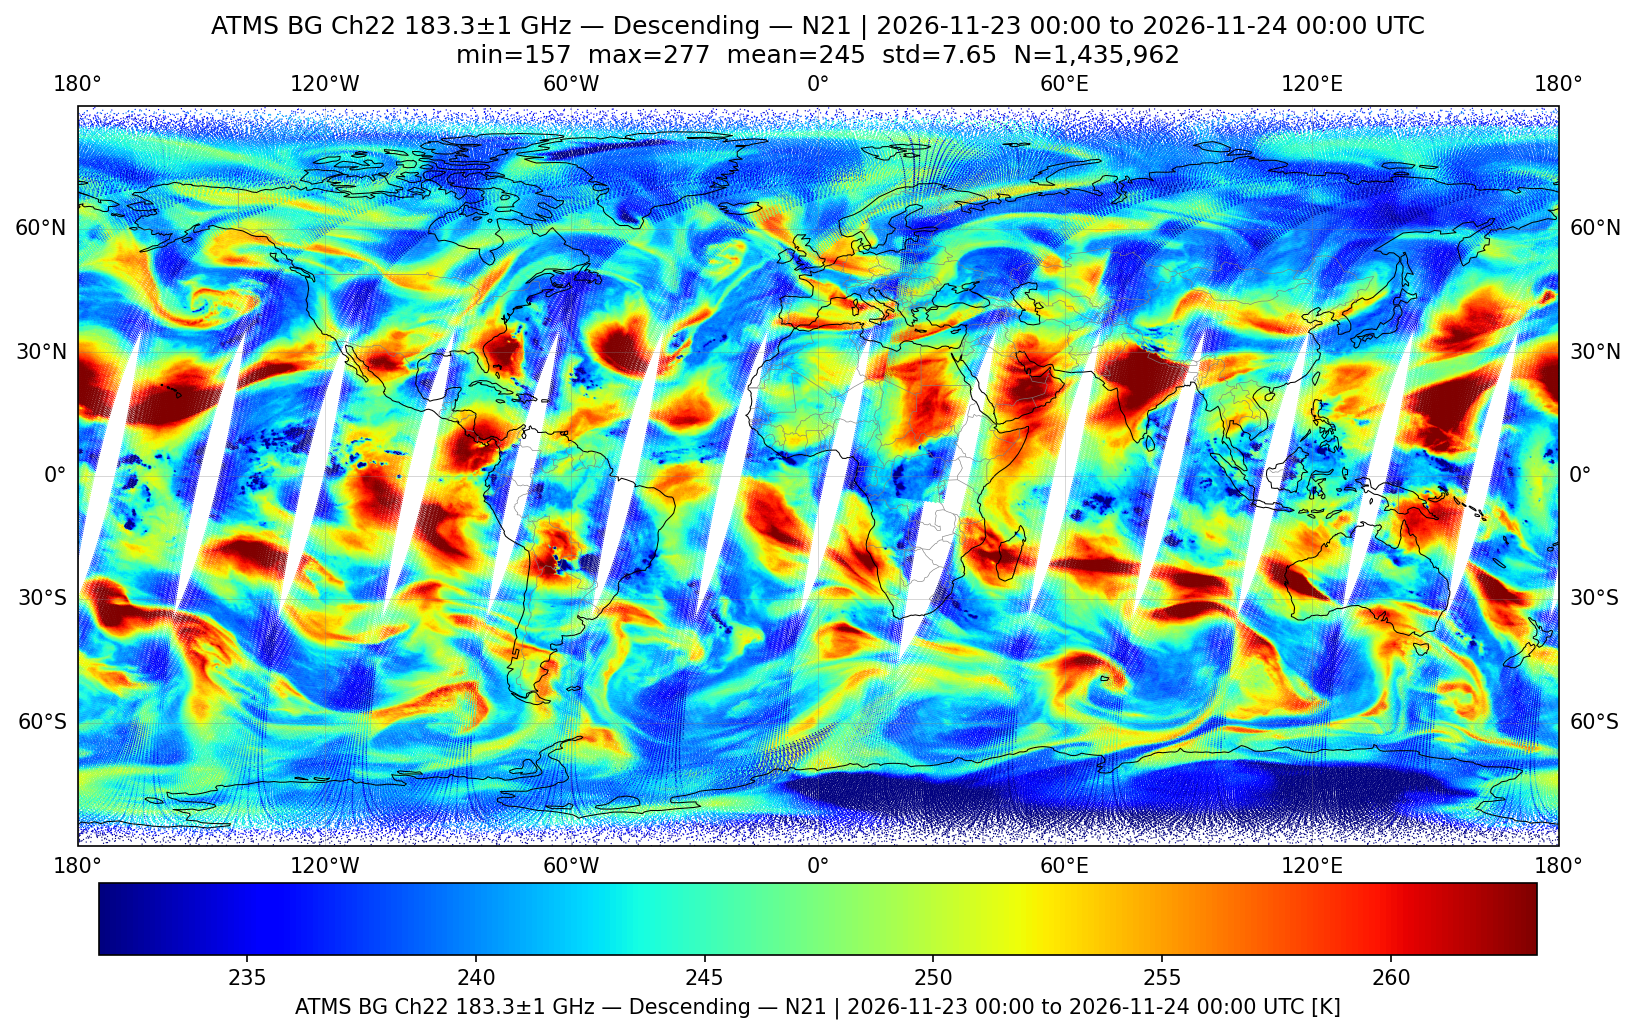 ATMS BG Ch22 183.3±1 GHz — Descending — N21 | 2026-11-23 00:00 to 2026-11-24 00:00 UTC
min=157 max=277 mean=245 std=7.65 N=1,435,962
180° 120°W 60°W 0° 60°E 120°E 180°
60°N 60°N
30°N 30°N
0° 0°
30°S 30°S
60°S 60°S
180° 120°W 60°W 0° 60°E 120°E 180°
235 240 245 250 255 260
ATMS BG Ch22 183.3±1 GHz — Descending — N21 | 2026-11-23 00:00 to 2026-11-24 00:00 UTC [K]